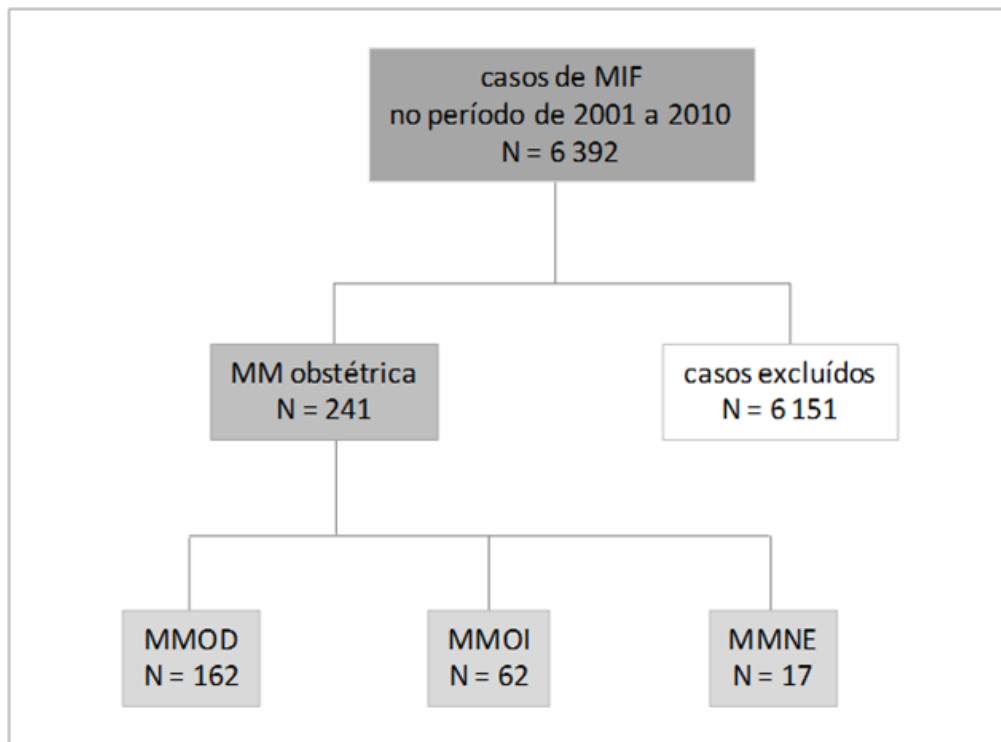 casos de MIF
no período de 2001 a 2010
N = 6 392
MM obstétrica
N = 241
casos excluídos
N = 6 151
MMOD
N = 162
MMOI
N = 62
MMNE
N = 17